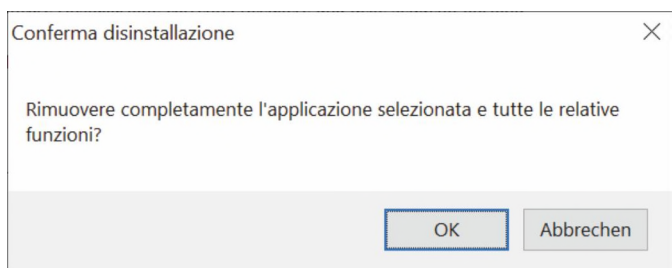 Conferma disinstallazione
Rimuovere completamente l'applicazione selezionata e tutte le relative
funzioni?
OK Abbrechen